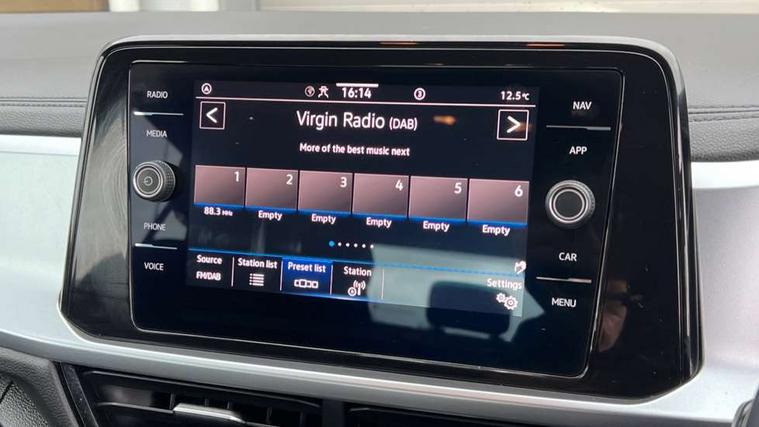 RADIO
MEDIA
PHONE
VOICE
A 16:14 3 12.5°C
< Virgin Radio (DAB) >
More of the best music next
1 2 3 4 5 6
88.3 MHz Empty Empty Empty Empty Empty
Source Station list Preset list Station Settings
FM/DAB
NAV
APP
CAR
MENU